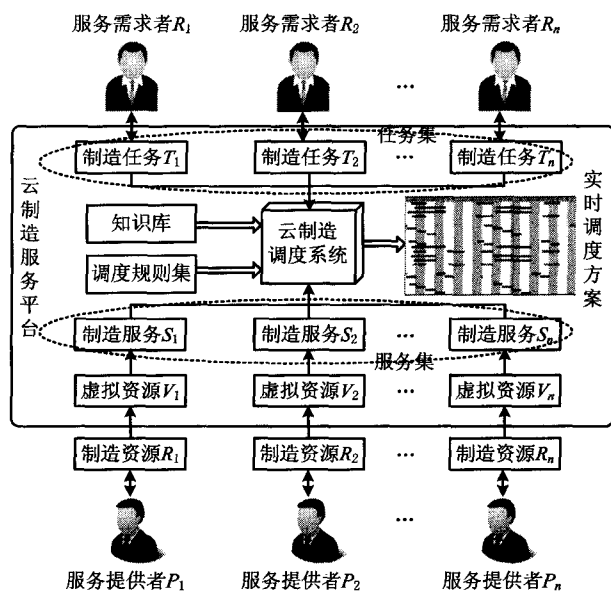 服务需求者R1 服务需求者R2 服务需求者Rn
...
任务集
制造任务T1 制造任务T2 ... 制造任务Tn
云制造服务平台
知识库
云制造
调度系统
调度规则集
实时调度方案
制造服务S1 制造服务S2 ... 制造服务Sn
服务集
虚拟资源V1 虚拟资源V2 ... 虚拟资源Vn
制造资源R1 制造资源R2 ... 制造资源Rn
...
服务提供者P1 服务提供者P2 服务提供者Pn